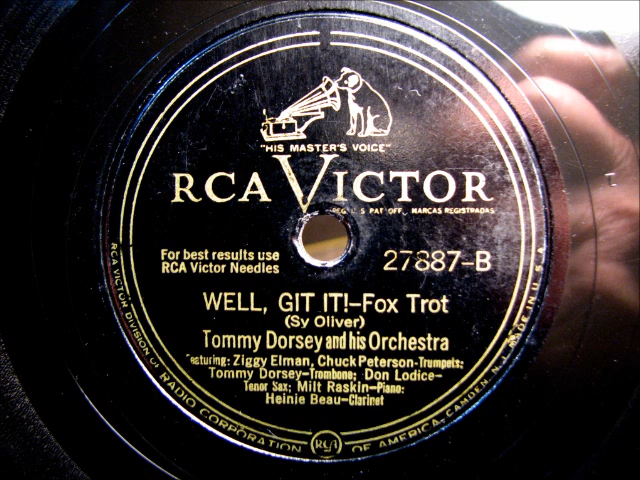 "HIS MASTER'S VOICE"
RCA VICTOR
REG. U.S. PAT. OFF. MARCAS REGISTRADAS
For best results use
RCA Victor Needles
27887-B
WELL, GIT IT!-Fox Trot
(Sy Oliver)
Tommy Dorsey and his Orchestra
Featuring: Ziggy Elman, Chuck Peterson-Trumpets;
Tommy Dorsey-Trombone; Don Lodice-
Tenor Sax; Milt Raskin-Piano;
Heinie Beau-Clarinet
RCA VICTOR DIVISION OF RADIO CORPORATION OF AMERICA, CAMDEN, N.J. MADE IN U.S.A.
RCA